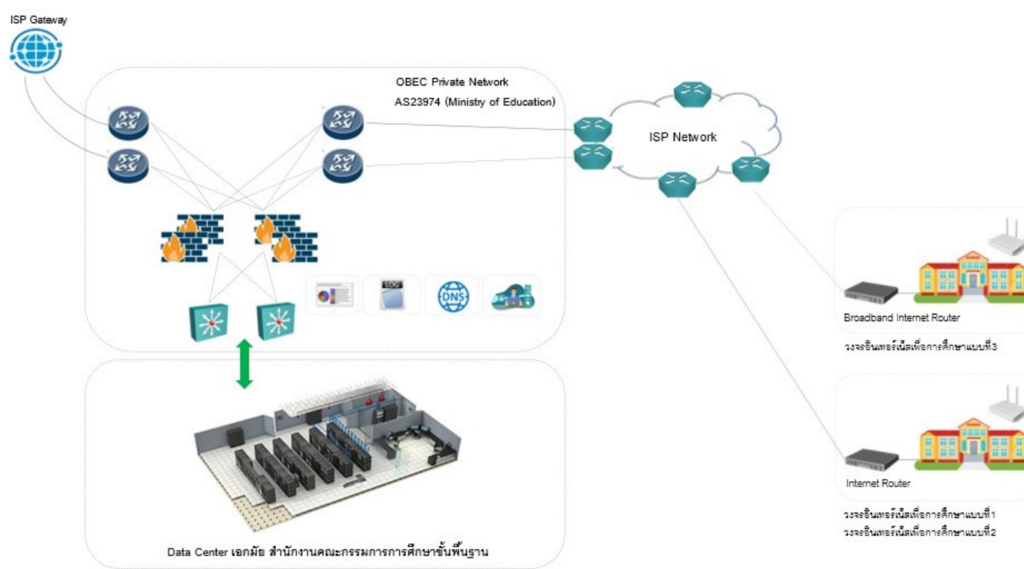 ISP Gateway
OBEC Private Network
AS23974 (Ministry of Education)
ISP Network
LOG
DNS
Broadband Internet Router
วงจรอินเทอร์เน็ตเพื่อการศึกษาแบบที่3
Internet Router
วงจรอินเทอร์เน็ตเพื่อการศึกษาแบบที่1
วงจรอินเทอร์เน็ตเพื่อการศึกษาแบบที่2
Data Center เอกมัย สำนักงานคณะกรรมการการศึกษาขั้นพื้นฐาน